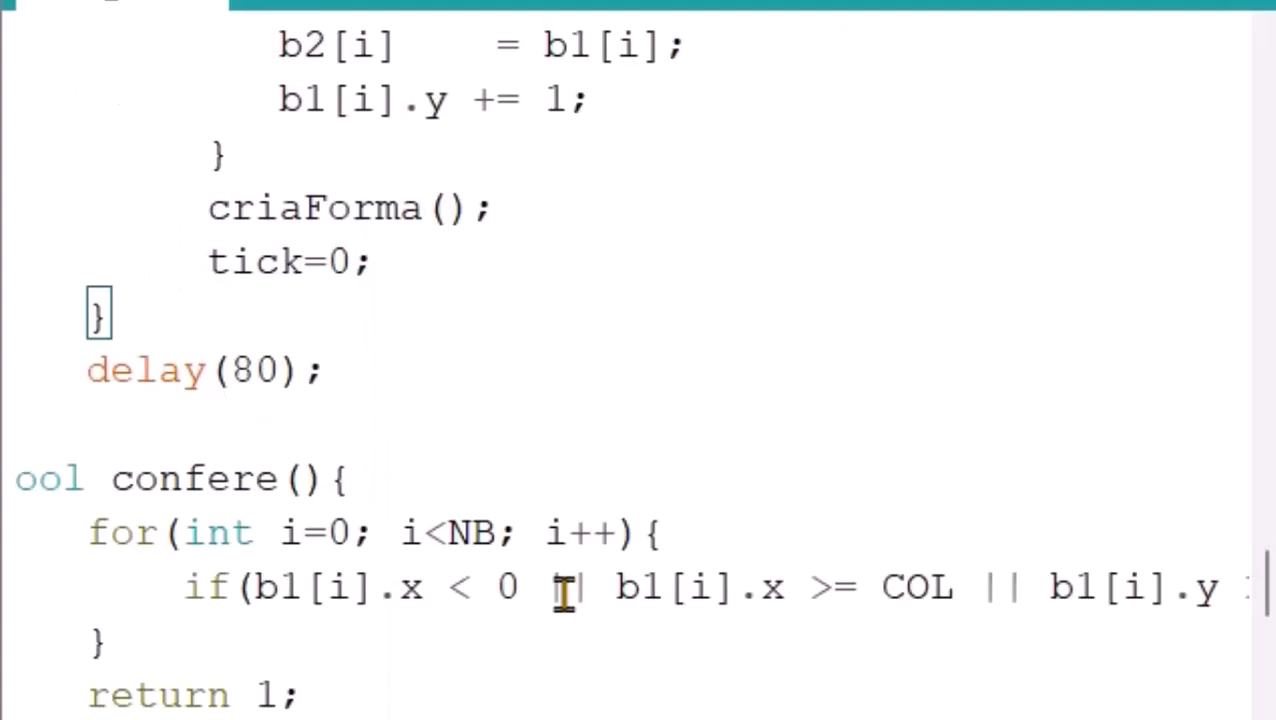 b2[i] = b1[i];
b1[i].y += 1;
}
criaForma();
tick=0;
}
delay(80);
ool confere(){
for(int i=0; i<NB; i++){
if(b1[i].x < 0 || b1[i].x >= COL || b1[i].y
}
return 1;